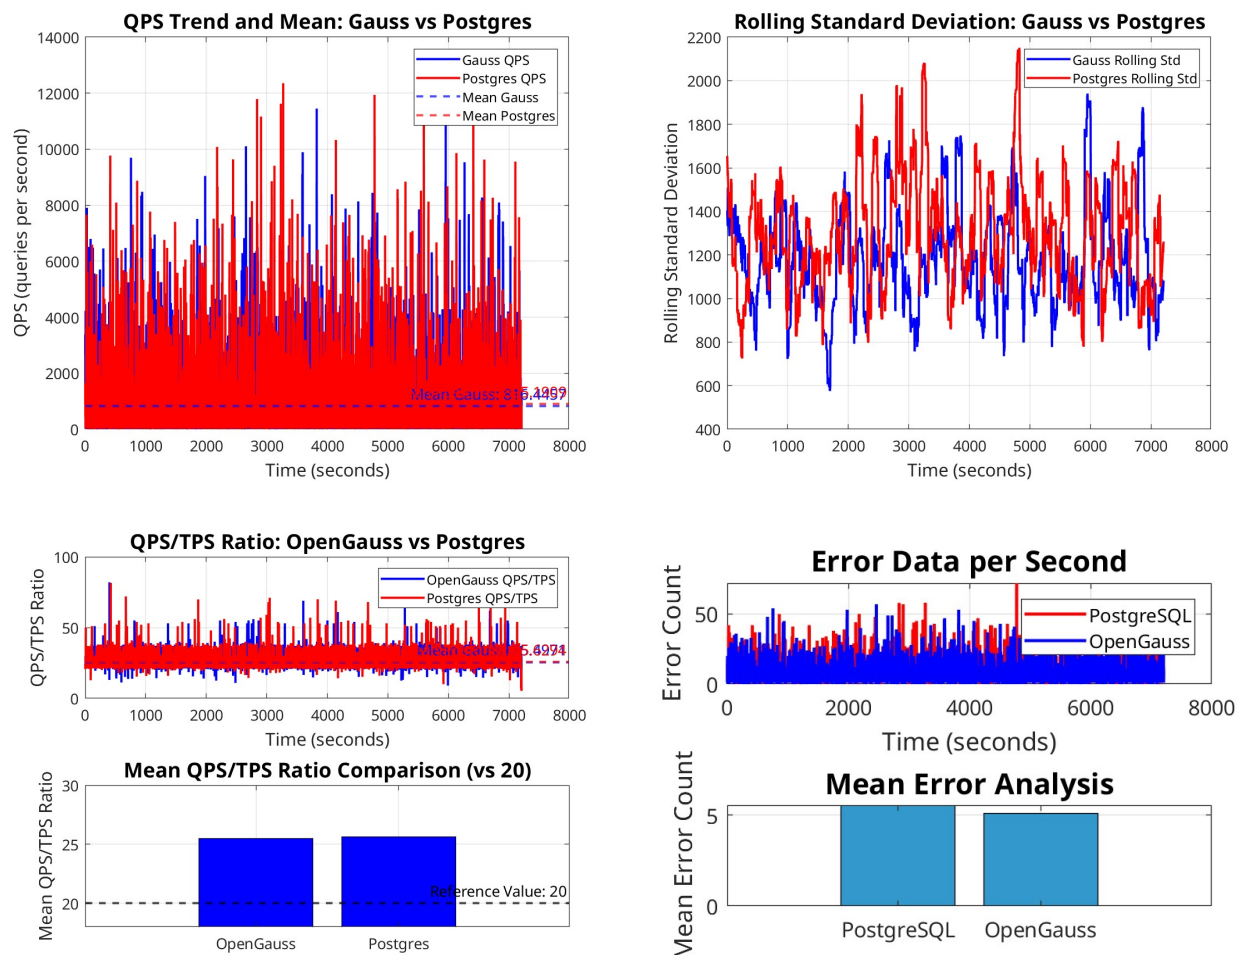 QPS Trend and Mean: Gauss vs Postgres
QPS (queries per second)
14000
12000
10000
8000
6000
4000
2000
0
Gauss QPS
Postgres QPS
Mean Gauss
Mean Postgres
Mean Gauss: 816.4457
0 1000 2000 3000 4000 5000 6000 7000 8000
Time (seconds)
Rolling Standard Deviation: Gauss vs Postgres
Rolling Standard Deviation
2200
2000
1800
1600
1400
1200
1000
800
600
400
Gauss Rolling Std
Postgres Rolling Std
0 1000 2000 3000 4000 5000 6000 7000 8000
Time (seconds)
QPS/TPS Ratio: OpenGauss vs Postgres
QPS/TPS Ratio
100
50
0
OpenGauss QPS/TPS
Postgres QPS/TPS
0 1000 2000 3000 4000 5000 6000 7000 8000
Time (seconds)
Error Data per Second
Error Count
50
0
PostgreSQL
OpenGauss
0 2000 4000 6000 8000
Time (seconds)
Mean QPS/TPS Ratio Comparison (vs 20)
Mean QPS/TPS Ratio
30
25
20
Reference Value: 20
OpenGauss Postgres
Mean Error Analysis
Mean Error Count
5
0
PostgreSQL OpenGauss